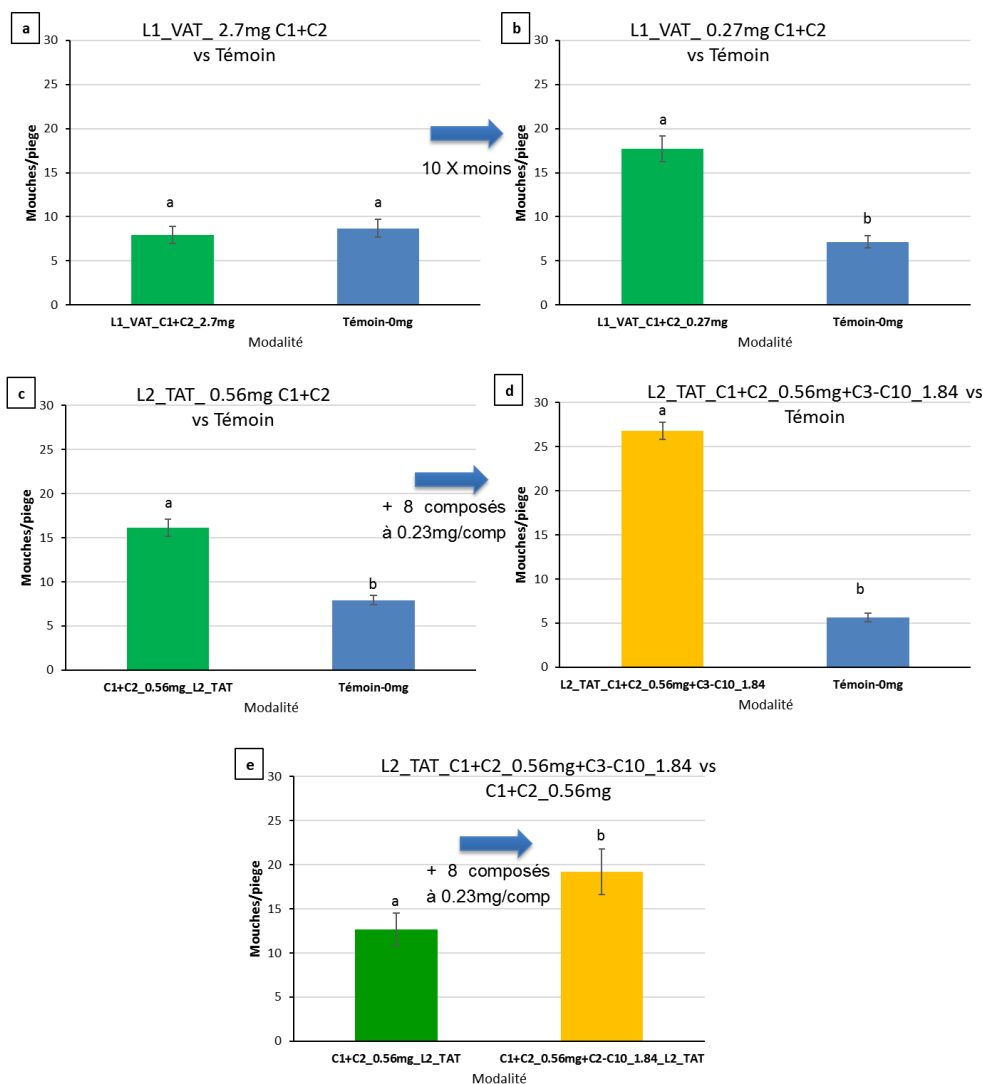 a
L1_VAT_ 2.7mg C1+C2
vs Témoin
30
25
20
15
10
5
0
Mouches/piege
a
a
L1_VAT_C1+C2_2.7mg
Témoin-0mg
Modalité
10 X moins
b
L1_VAT_ 0.27mg C1+C2
vs Témoin
30
25
20
15
10
5
0
Mouches/piege
a
b
L1_VAT_C1+C2_0.27mg
Témoin-0mg
Modalité
c
L2_TAT_ 0.56mg C1+C2
vs Témoin
30
25
20
15
10
5
0
Mouches/piege
a
b
C1+C2_0.56mg_L2_TAT
Témoin-0mg
Modalité
+ 8 composés
à 0.23mg/comp
d
L2_TAT_C1+C2_0.56mg+C3-C10_1.84 vs
Témoin
30
25
20
15
10
5
0
Mouches/piege
a
b
L2_TAT_C1+C2_0.56mg+C3-C10_1.84
Témoin-0mg
Modalité
e
L2_TAT_C1+C2_0.56mg+C3-C10_1.84 vs
C1+C2_0.56mg
30
25
20
15
10
5
0
Mouches/piege
+ 8 composés
à 0.23mg/comp
a
b
C1+C2_0.56mg_L2_TAT
C1+C2_0.56mg+C2-C10_1.84_L2_TAT
Modalité